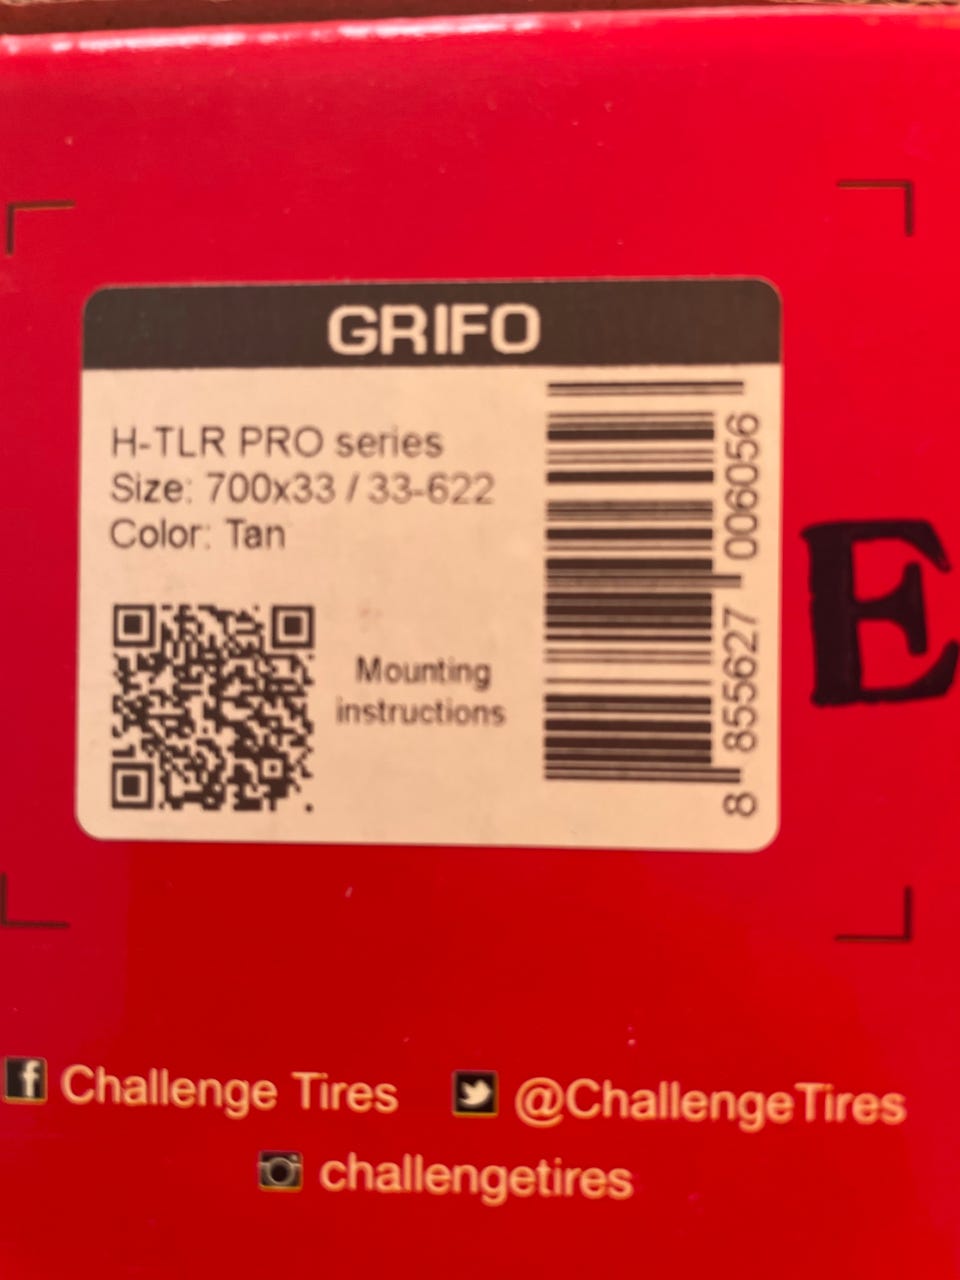 GRIFO
H-TLR PRO series
Size: 700x33 / 33-622
Color: Tan
Mounting
instructions
8 855627 006056
E
Challenge Tires
@ChallengeTires
challengetires